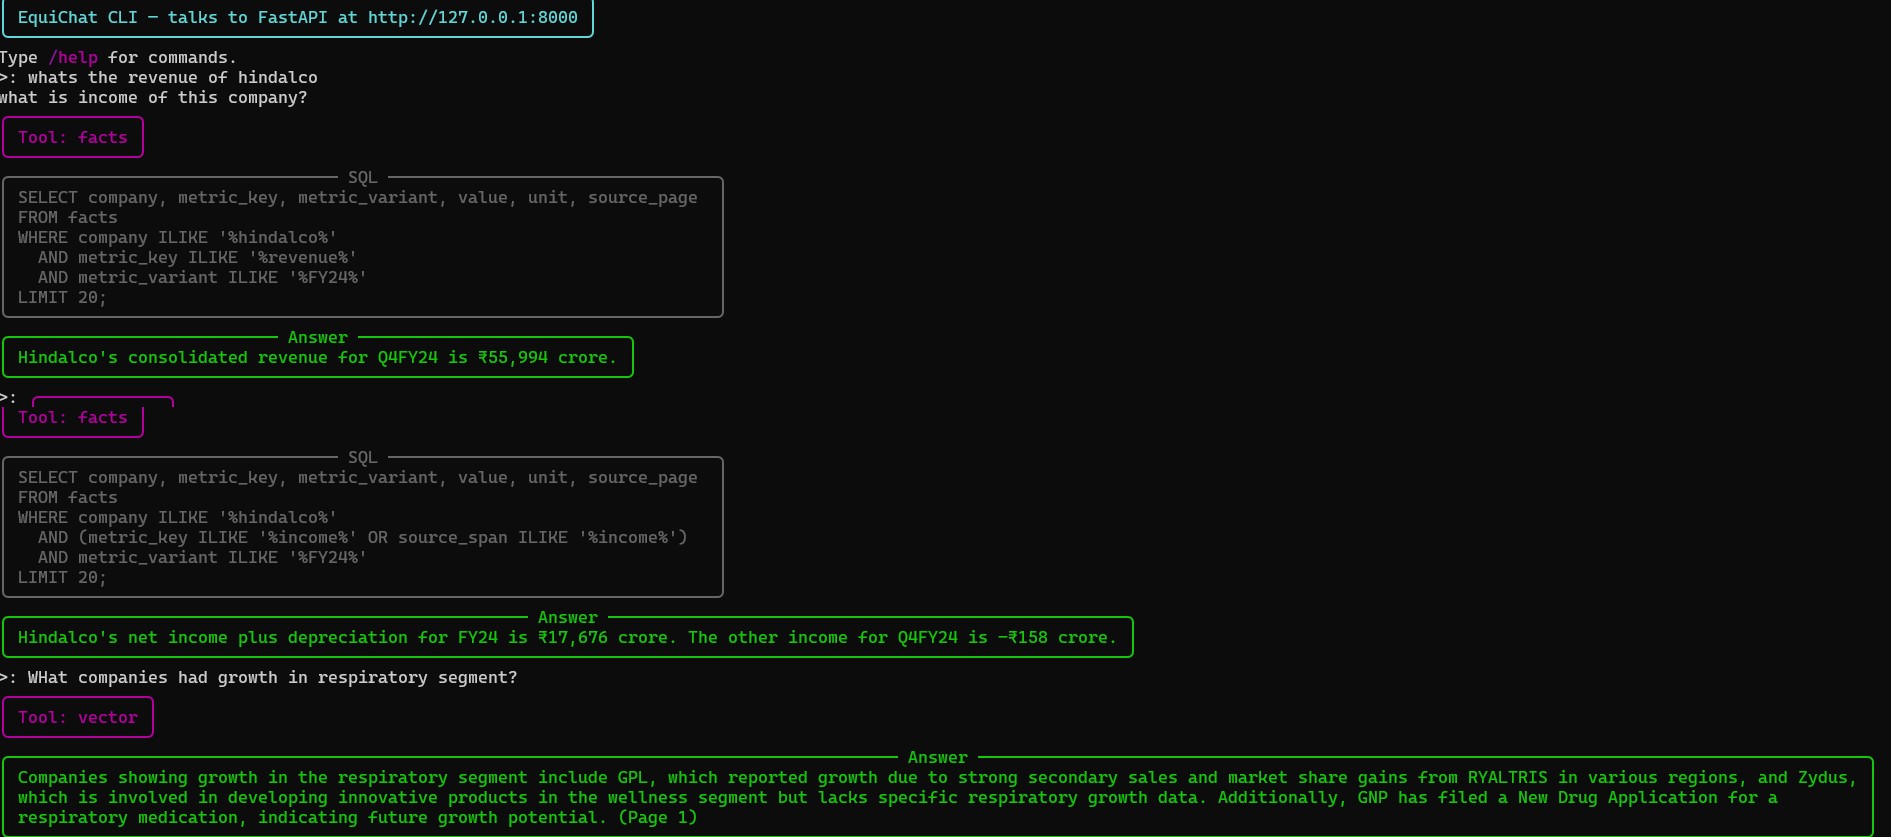 EquiChat CLI — talks to FastAPI at http://127.0.0.1:8000
Type /help for commands.
>: whats the revenue of hindalco
what is income of this company?
Tool: facts
SQL
SELECT company, metric_key, metric_variant, value, unit, source_page
FROM facts
WHERE company ILIKE '%hindalco%'
  AND metric_key ILIKE '%revenue%'
  AND metric_variant ILIKE '%FY24%'
LIMIT 20;
Answer
Hindalco's consolidated revenue for Q4FY24 is ₹55,994 crore.
>:
Tool: facts
SQL
SELECT company, metric_key, metric_variant, value, unit, source_page
FROM facts
WHERE company ILIKE '%hindalco%'
  AND (metric_key ILIKE '%income%' OR source_span ILIKE '%income%')
  AND metric_variant ILIKE '%FY24%'
LIMIT 20;
Answer
Hindalco's net income plus depreciation for FY24 is ₹17,676 crore. The other income for Q4FY24 is −₹158 crore.
>: WHat companies had growth in respiratory segment?
Tool: vector
Answer
Companies showing growth in the respiratory segment include GPL, which reported growth due to strong secondary sales and market share gains from RYALTRIS in various regions, and Zydus,
which is involved in developing innovative products in the wellness segment but lacks specific respiratory growth data. Additionally, GNP has filed a New Drug Application for a
respiratory medication, indicating future growth potential. (Page 1)